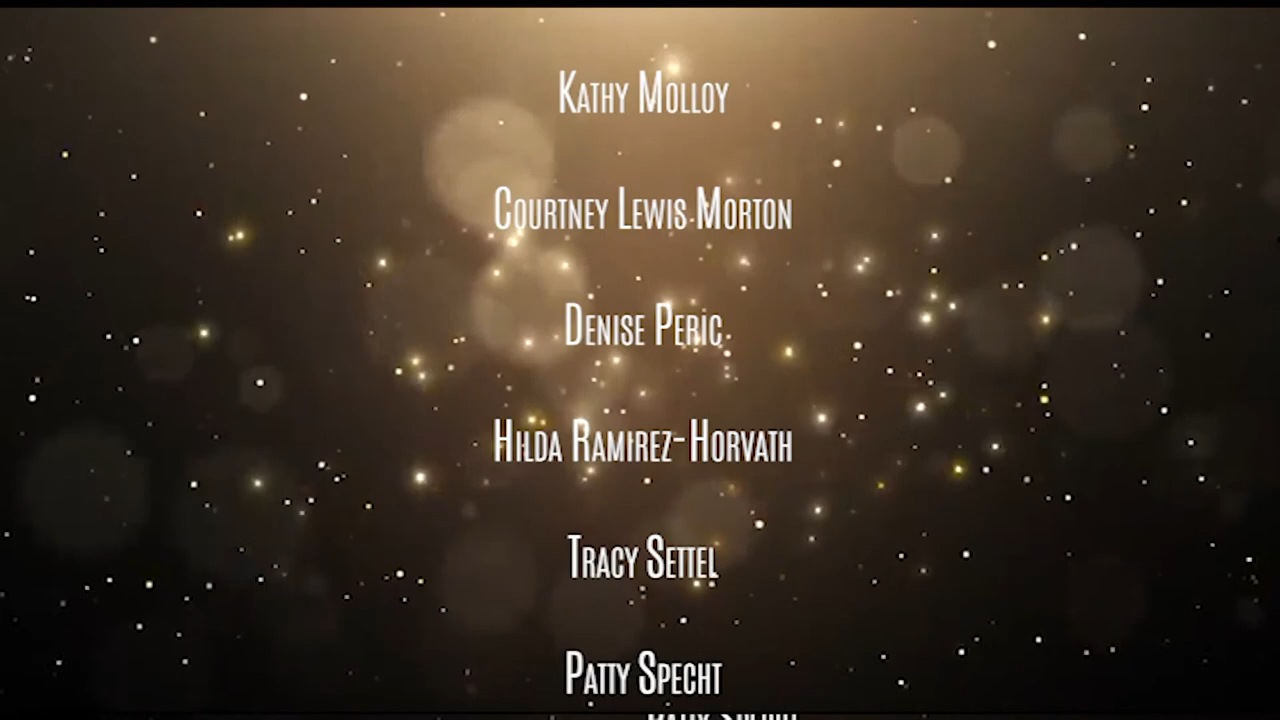 Kathy Molloy
Courtney Lewis Morton
Denise Peric
Hilda Ramirez-Horvath
Tracy Settel
Patty Specht